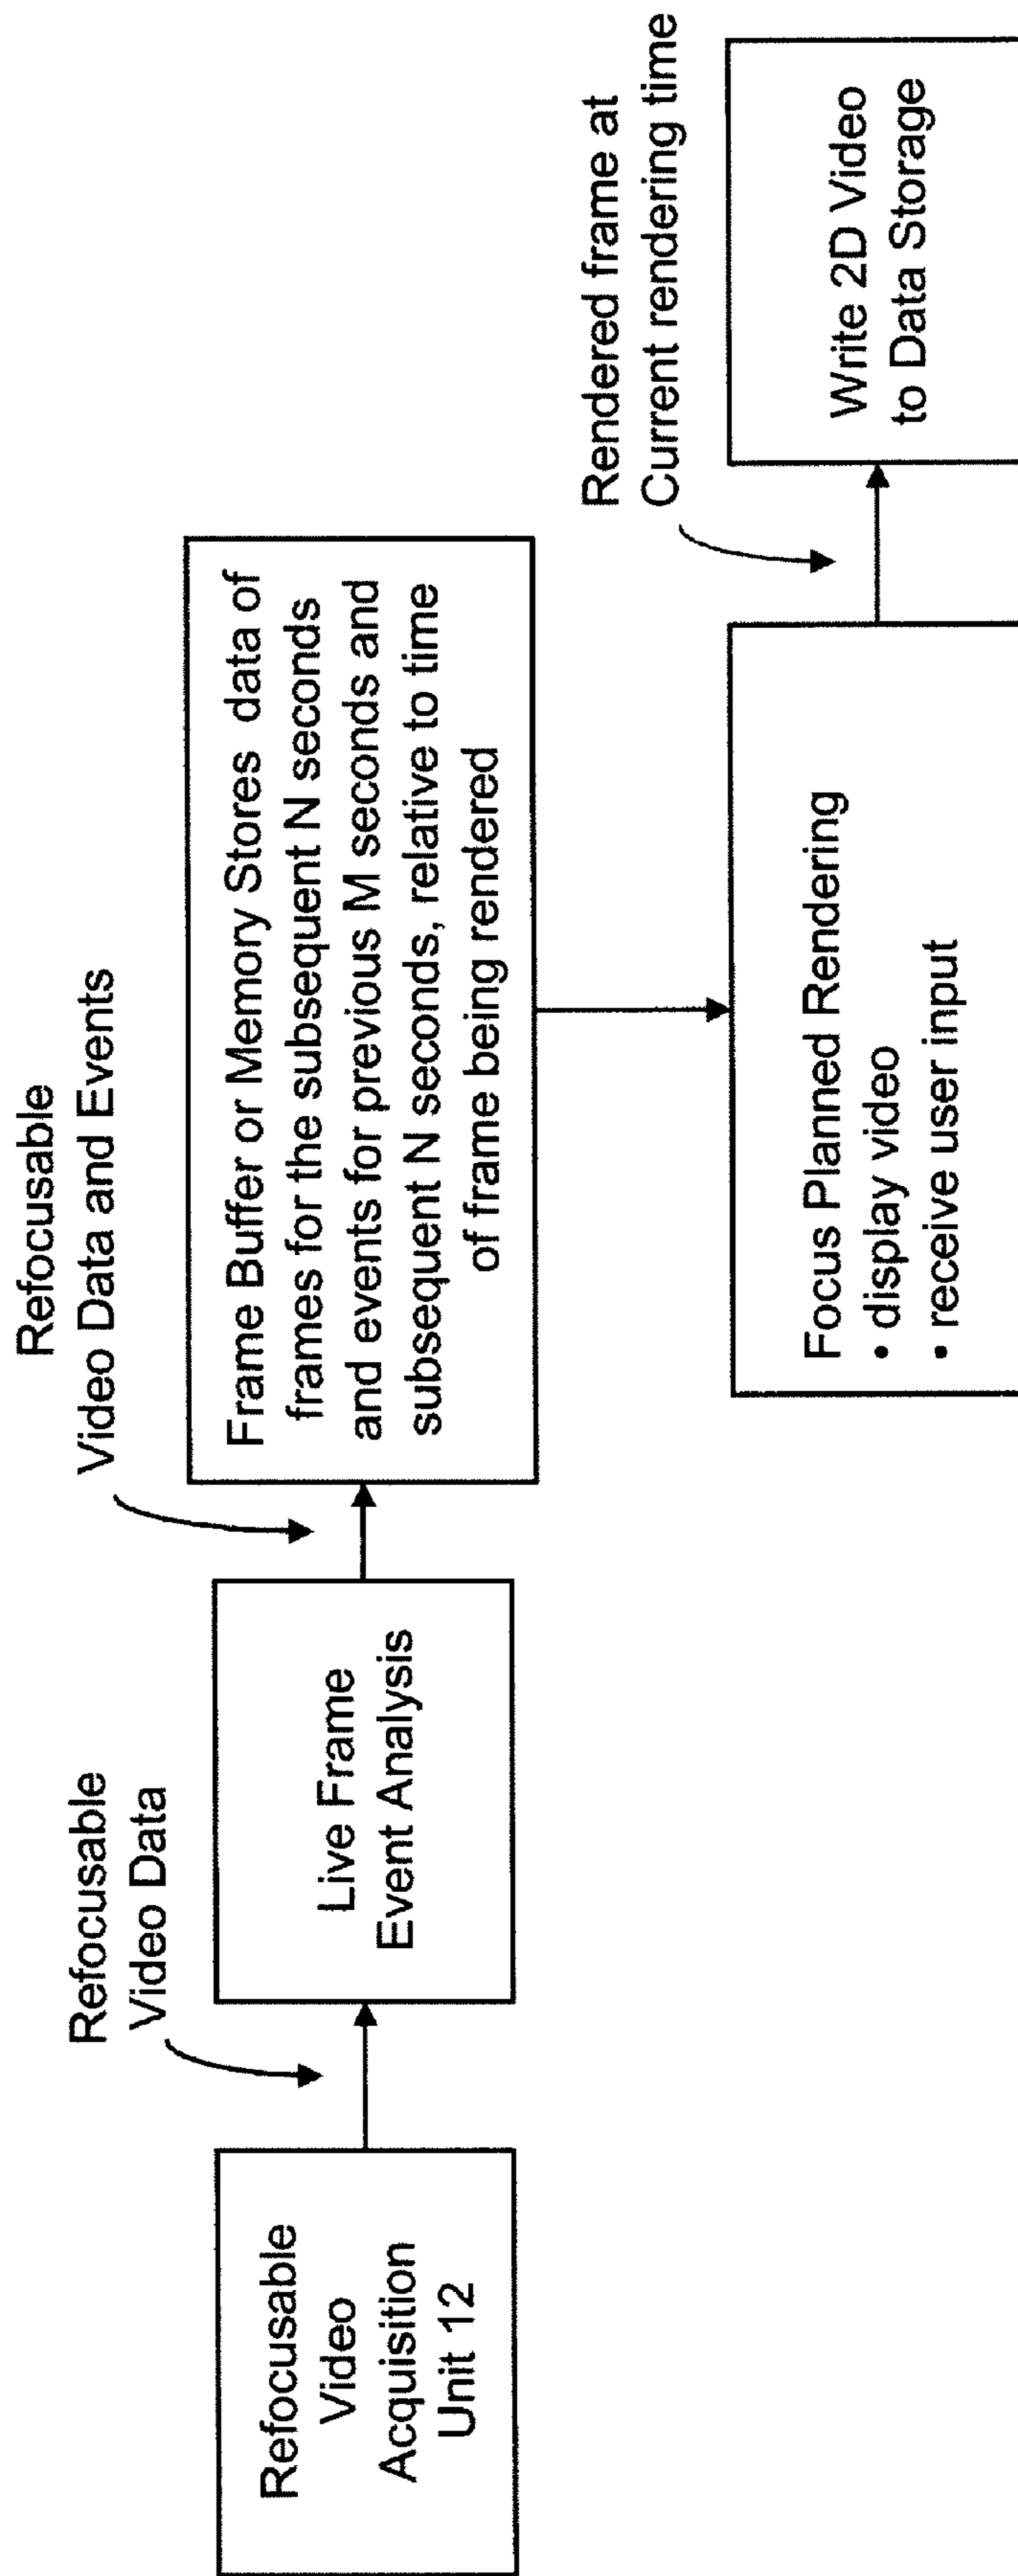 Refocusable
Video
Acquisition
Unit 12
Refocusable
Video Data
Live Frame
Event Analysis
Refocusable
Video Data and Events
Frame Buffer or Memory Stores data of
frames for the subsequent N seconds
and events for previous M seconds and
subsequent N seconds, relative to time
of frame being rendered
Focus Planned Rendering
• display video
• receive user input
Rendered frame at
Current rendering time
Write 2D Video
to Data Storage